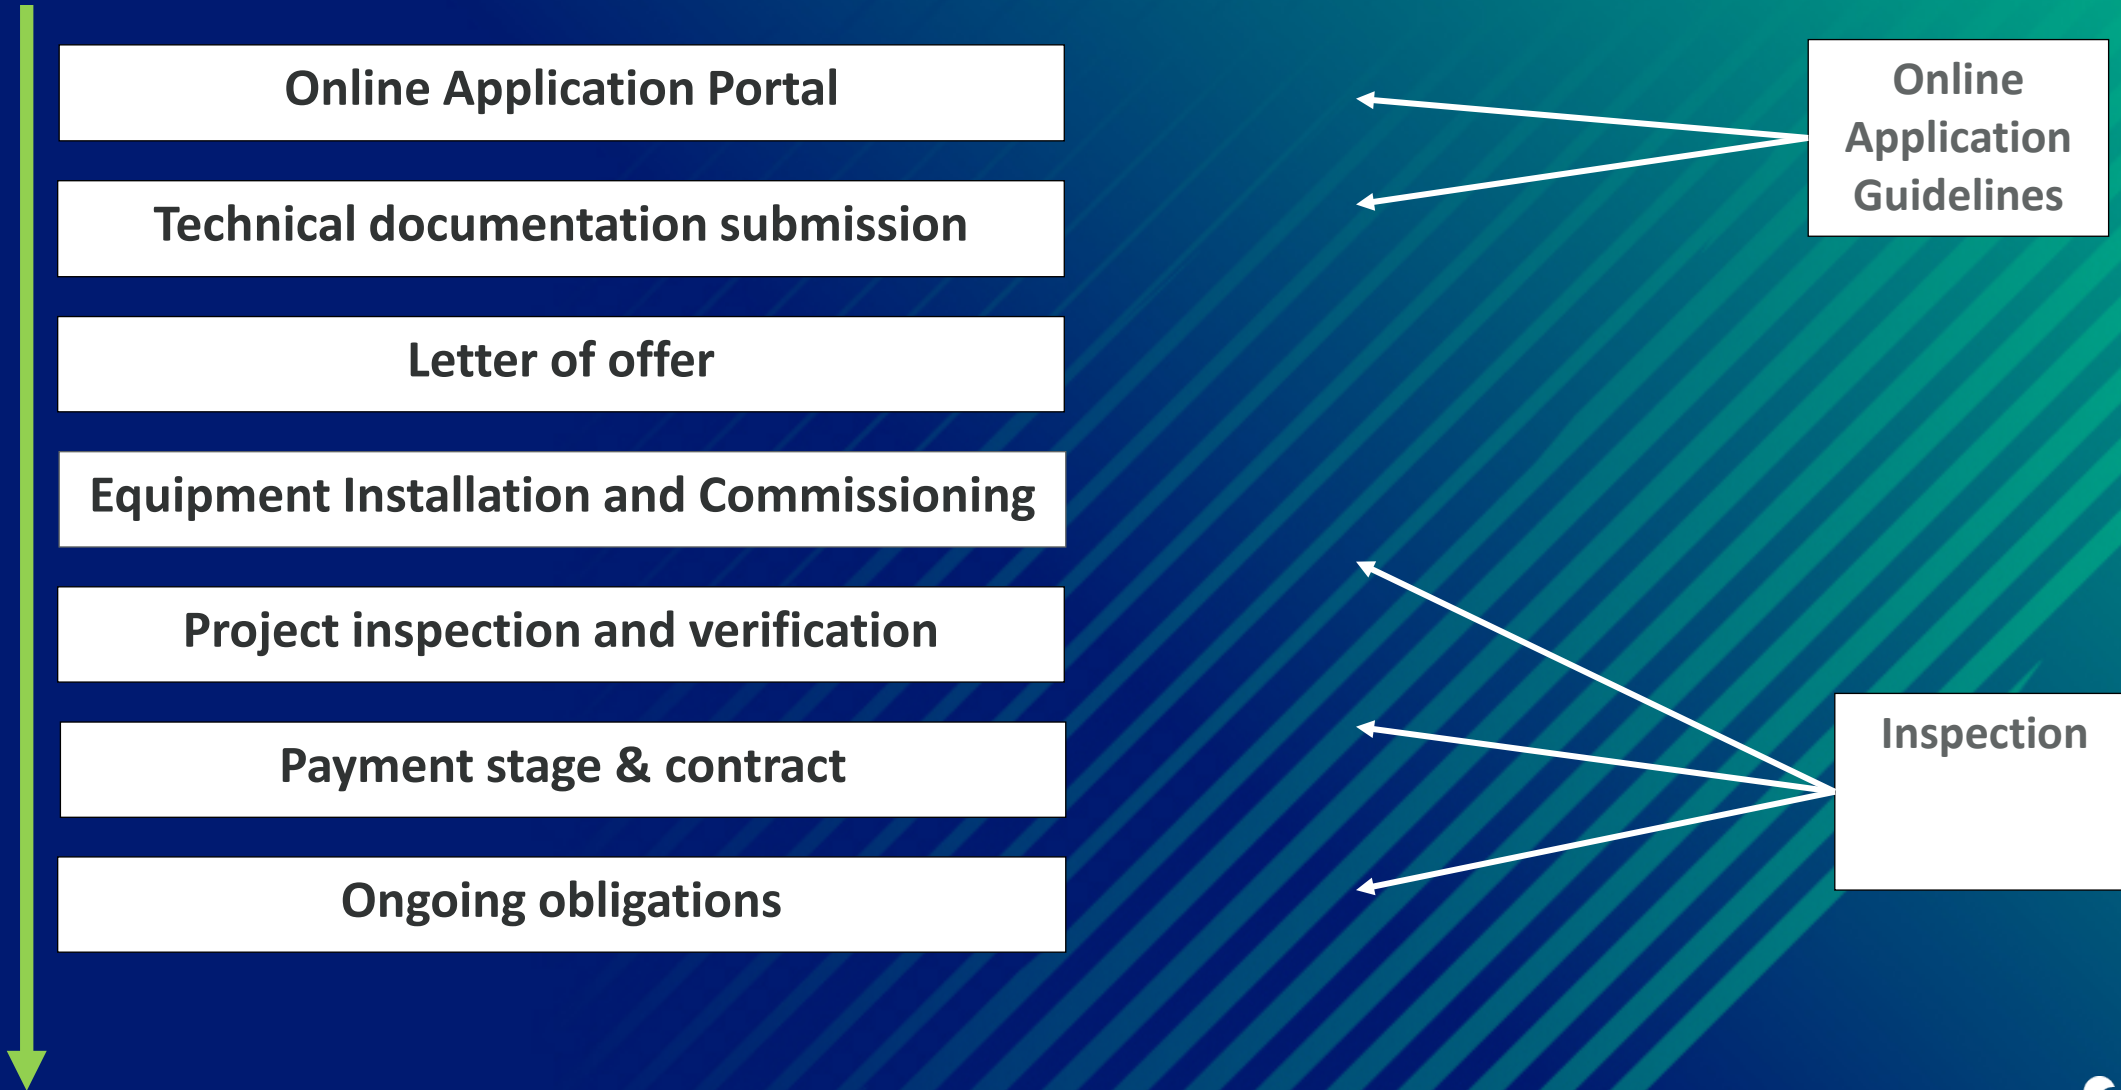 Online Application Portal
Technical documentation submission
Letter of offer
Equipment Installation and Commissioning
Project inspection and verification
Payment stage & contract
Ongoing obligations
Online
Application
Guidelines
Inspection